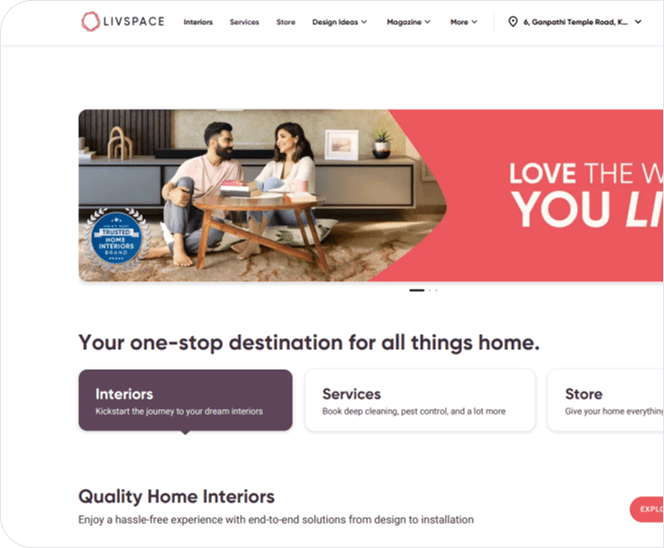 LIVSPACE
Interiors Services Store Design Ideas Magazine More 6, Ganpathi Temple Road, K...
LOVE THE W
YOU LI
TRUSTED
HOME
INTERIORS
BRAND
Your one-stop destination for all things home.
Interiors
Kickstart the journey to your dream interiors
Services
Book deep cleaning, pest control, and a lot more
Store
Give your home everything
Quality Home Interiors
Enjoy a hassle-free experience with end-to-end solutions from design to installation
EXPLO